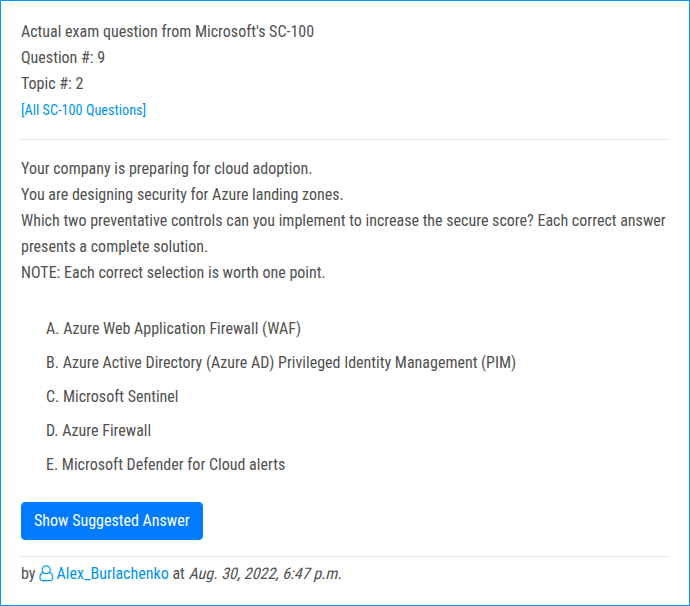 Actual exam question from Microsoft's SC-100
Question #: 9
Topic #: 2
[All SC-100 Questions]
Your company is preparing for cloud adoption.
You are designing security for Azure landing zones.
Which two preventative controls can you implement to increase the secure score? Each correct answer
presents a complete solution.
NOTE: Each correct selection is worth one point.
A. Azure Web Application Firewall (WAF)
B. Azure Active Directory (Azure AD) Privileged Identity Management (PIM)
C. Microsoft Sentinel
D. Azure Firewall
E. Microsoft Defender for Cloud alerts
Show Suggested Answer
by Alex_Burlachenko at Aug. 30, 2022, 6:47 p.m.